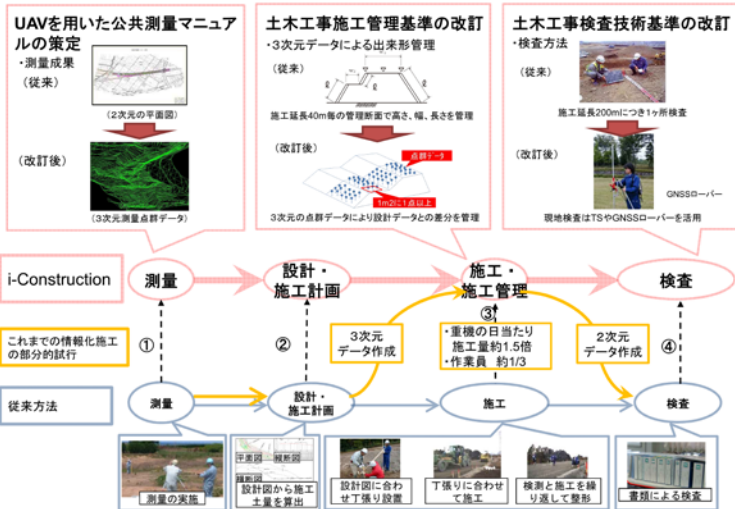 UAVを用いた公共測量マニュア
ルの策定
・測量成果
（従来）
（2次元の平面図）
（改訂後）
（3次元測量点群データ）
土木工事施工管理基準の改訂
・3次元データによる出来形管理
（従来）
施工延長40m毎の管理断面で高さ、幅、長さを管理
（改訂後）
点群データ
1m2に1点以上
3次元の点群データにより設計データとの差分を管理
土木工事検査技術基準の改訂
・検査方法
（従来）
施工延長200mにつき1ヶ所検査
（改訂後）
GNSSローバー
現地検査はTSやGNSSローバーを活用
i-Construction
測量
設計・
施工計画
施工・
施工管理
検査
これまでの情報化施工
の部分的試行
①
②
3次元
データ作成
③
・重機の日当たり
施工量約1.5倍
・作業員　約1/3
2次元
データ作成
④
従来方法
測量
設計・
施工計画
施工
検査
測量の実施
平面図
縦断図
横断図
設計図から施工
土量を算出
設計図に合わ
せ丁張り設置
丁張りに合わせ
て施工
検測と施工を繰
り返して整形
書類による検査